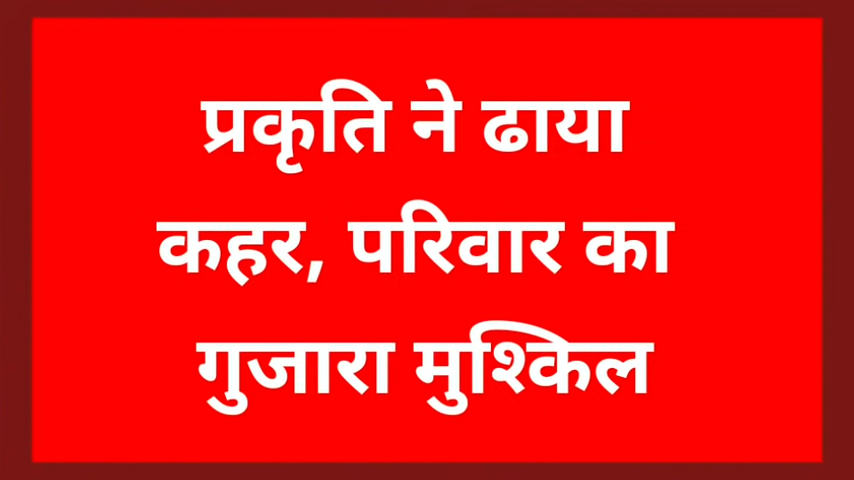 प्रकृति ने ढाया
कहर, परिवार का
गुजारा मुश्किल